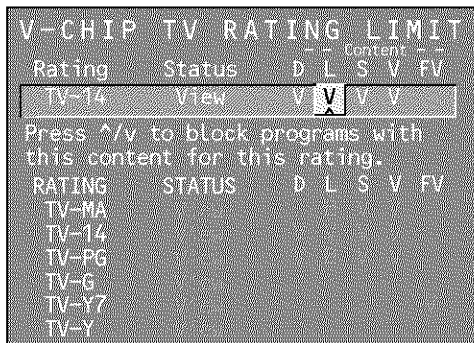 V-CHIP TV RATING LIMIT
- - Content - -
Rating Status D L S V FV
TV-14 View V V V V
^
Press ^/v to block programs with
this content for this rating.
RATING STATUS D L S V FV
TV-MA
TV-14
TV-PG
TV-G
TV-Y7
TV-Y